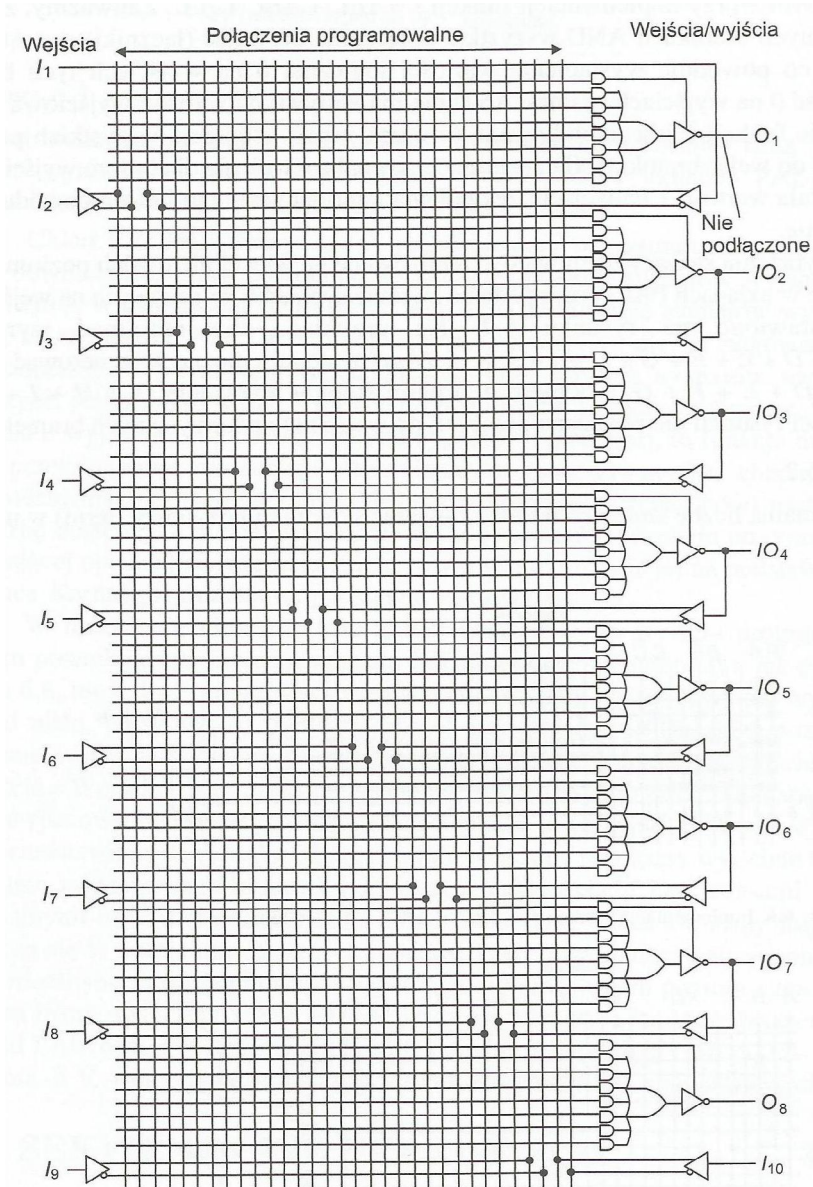 Wejścia
Połączenia programowalne
Wejścia/wyjścia
I1
O1
I2
Nie
podłączone
IO2
I3
IO3
I4
IO4
I5
IO5
I6
IO6
I7
IO7
I8
O8
I9
I10